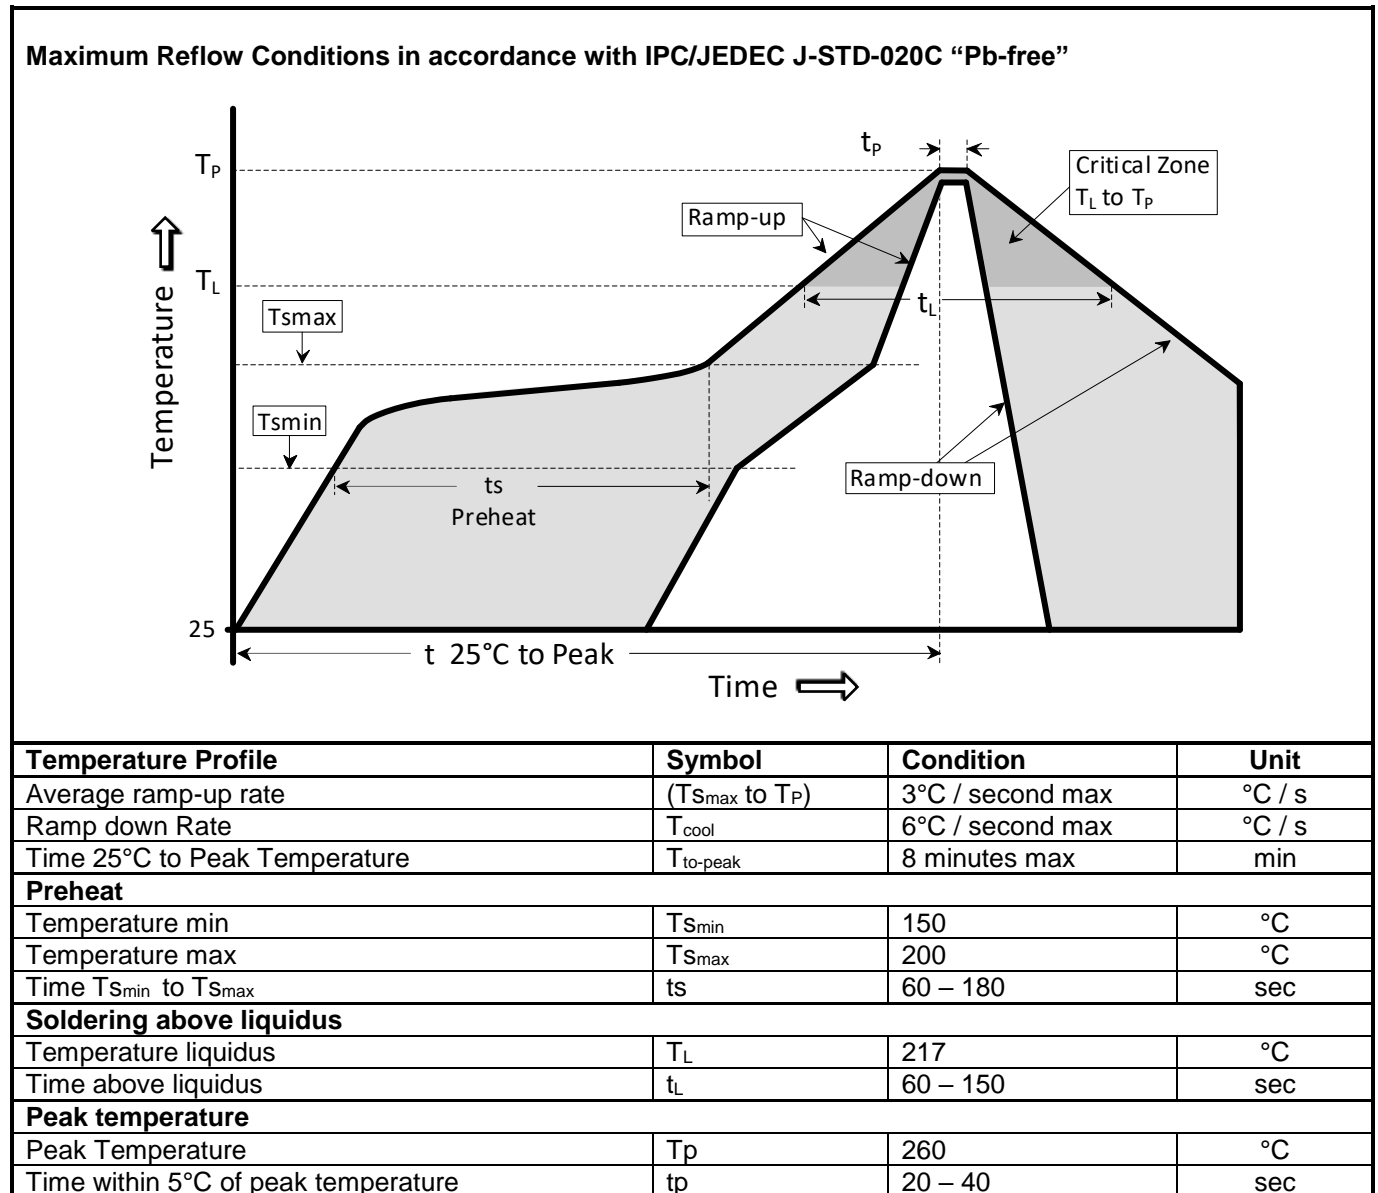 Maximum Reflow Conditions in accordance with IPC/JEDEC J-STD-020C “Pb-free”
tP
TP
Critical Zone
TL to TP
Ramp-up
TL
tL
Tsmax
Temperature
Tsmin
Ramp-down
ts
Preheat
25
t 25°C to Peak
Time
Temperature Profile Symbol Condition Unit
Average ramp-up rate (Tsmax to TP) 3°C / second max °C / s
Ramp down Rate Tcool 6°C / second max °C / s
Time 25°C to Peak Temperature Tto-peak 8 minutes max min
Preheat
Temperature min Tsmin 150 °C
Temperature max Tsmax 200 °C
Time Tsmin to Tsmax ts 60 – 180 sec
Soldering above liquidus
Temperature liquidus TL 217 °C
Time above liquidus tL 60 – 150 sec
Peak temperature
Peak Temperature Tp 260 °C
Time within 5°C of peak temperature tp 20 – 40 sec